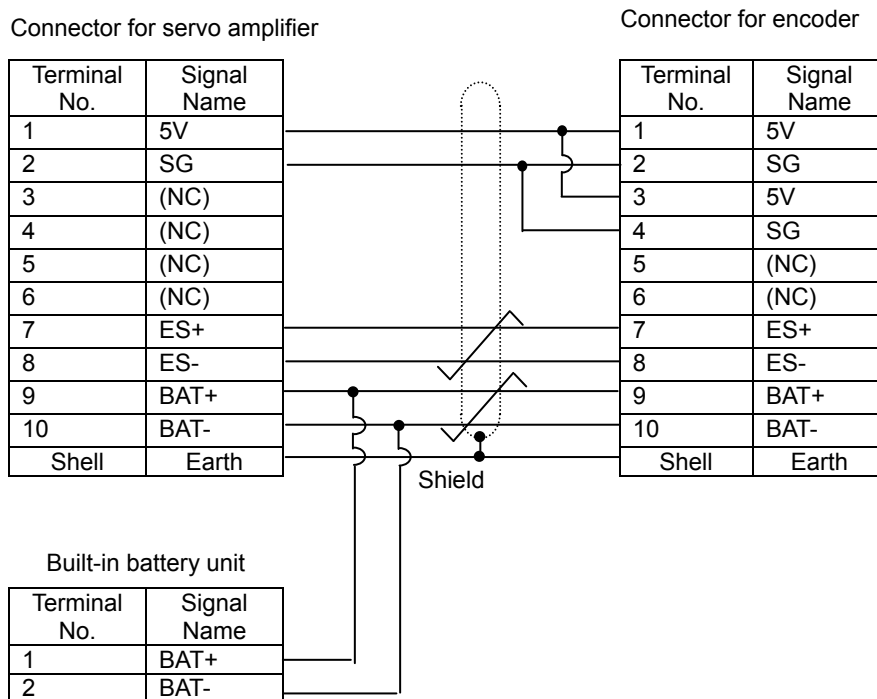 Connector for servo amplifier
Connector for encoder
Terminal No. Signal Name
1 5V
2 SG
3 (NC)
4 (NC)
5 (NC)
6 (NC)
7 ES+
8 ES-
9 BAT+
10 BAT-
Shell Earth
Terminal No. Signal Name
1 5V
2 SG
3 5V
4 SG
5 (NC)
6 (NC)
7 ES+
8 ES-
9 BAT+
10 BAT-
Shell Earth
Shield
Built-in battery unit
Terminal No. Signal Name
1 BAT+
2 BAT-